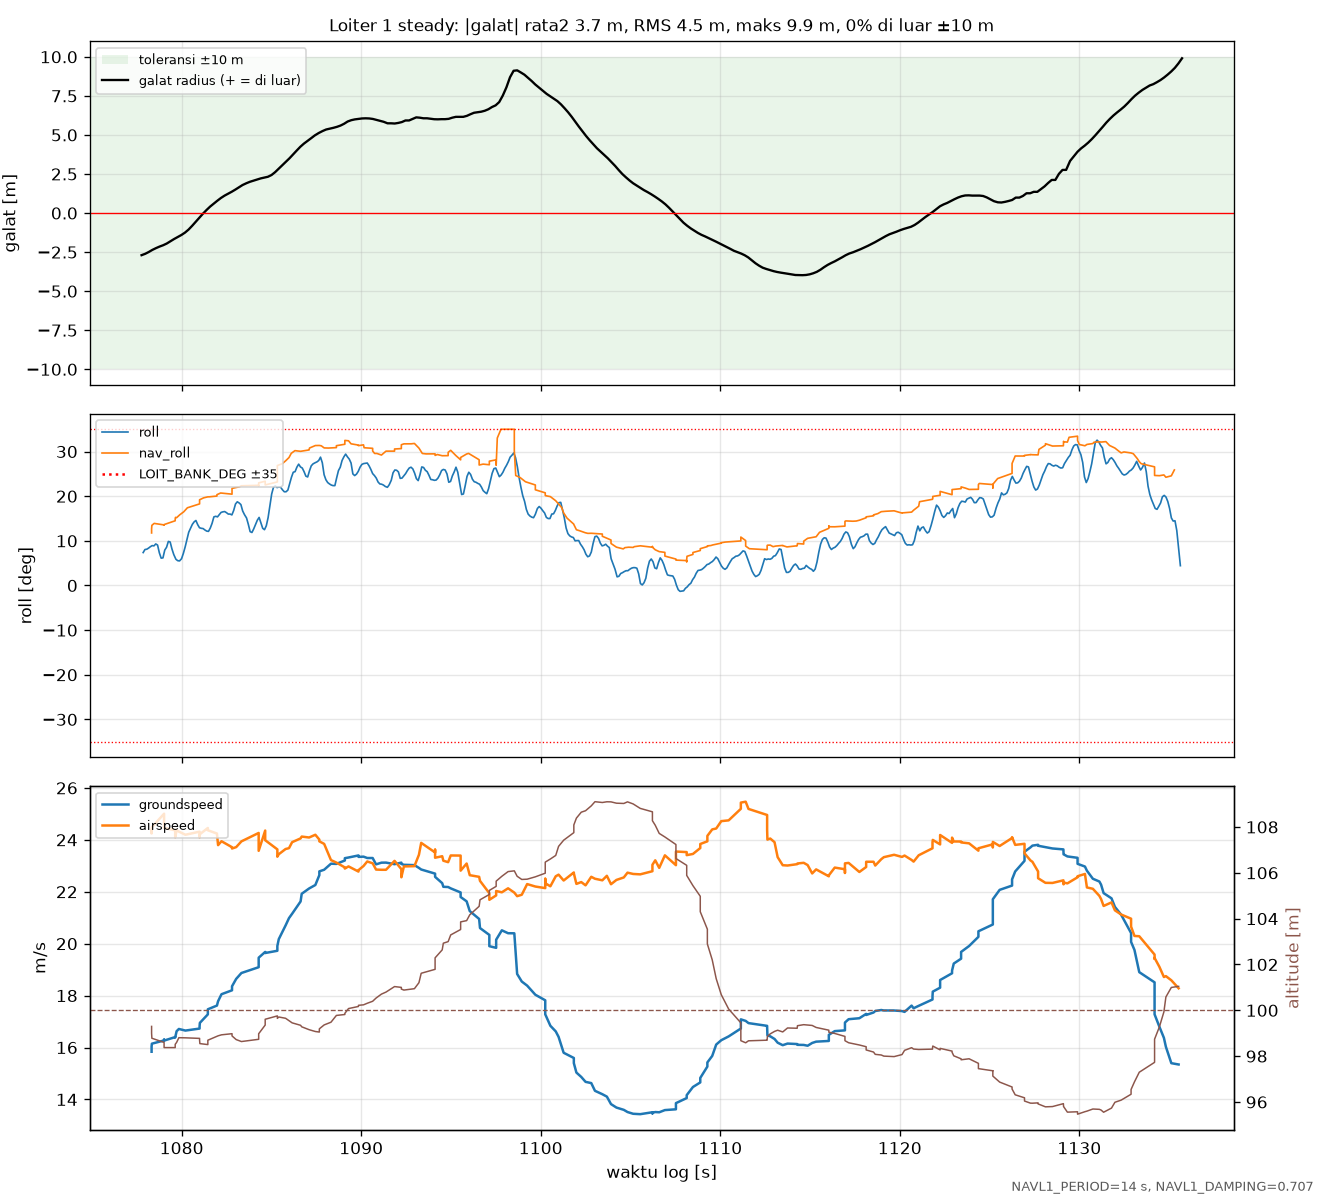 Loiter 1 steady: |galat| rata2 3.7 m, RMS 4.5 m, maks 9.9 m, 0% di luar ±10 m
10.0
7.5
5.0
2.5
0.0
−2.5
−5.0
−7.5
−10.0
galat [m]
toleransi ±10 m
galat radius (+ = di luar)
30
20
10
0
−10
−20
−30
roll [deg]
roll
nav_roll
LOIT_BANK_DEG ±35
26
24
22
20
18
16
14
m/s
groundspeed
airspeed
108
106
104
102
100
98
96
altitude [m]
1080
1090
1100
1110
1120
1130
waktu log [s]
NAVL1_PERIOD=14 s, NAVL1_DAMPING=0.707